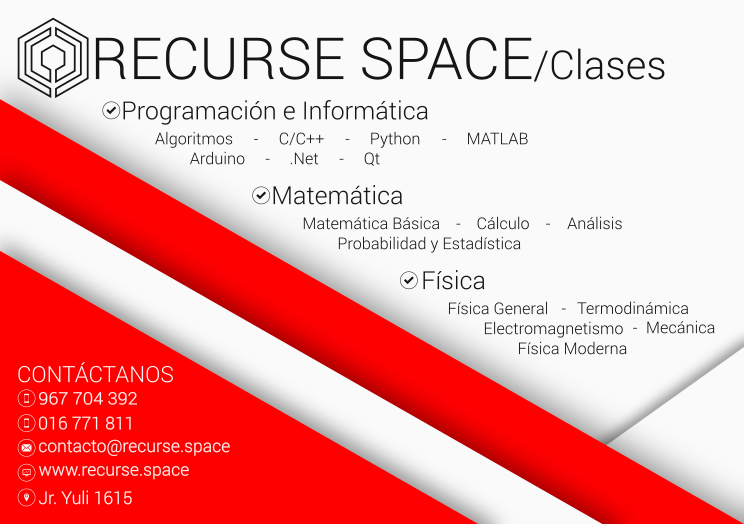 RECURSE SPACE/Clases
Programación e Informática
Algoritmos - C/C++ - Python - MATLAB
Arduino - .Net - Qt
Matemática
Matemática Básica - Cálculo - Análisis
Probabilidad y Estadística
Física
Física General - Termodinámica
Electromagnetismo - Mecánica
Física Moderna
CONTÁCTANOS
967 704 392
016 771 811
contacto@recurse.space
www.recurse.space
Jr. Yuli 1615